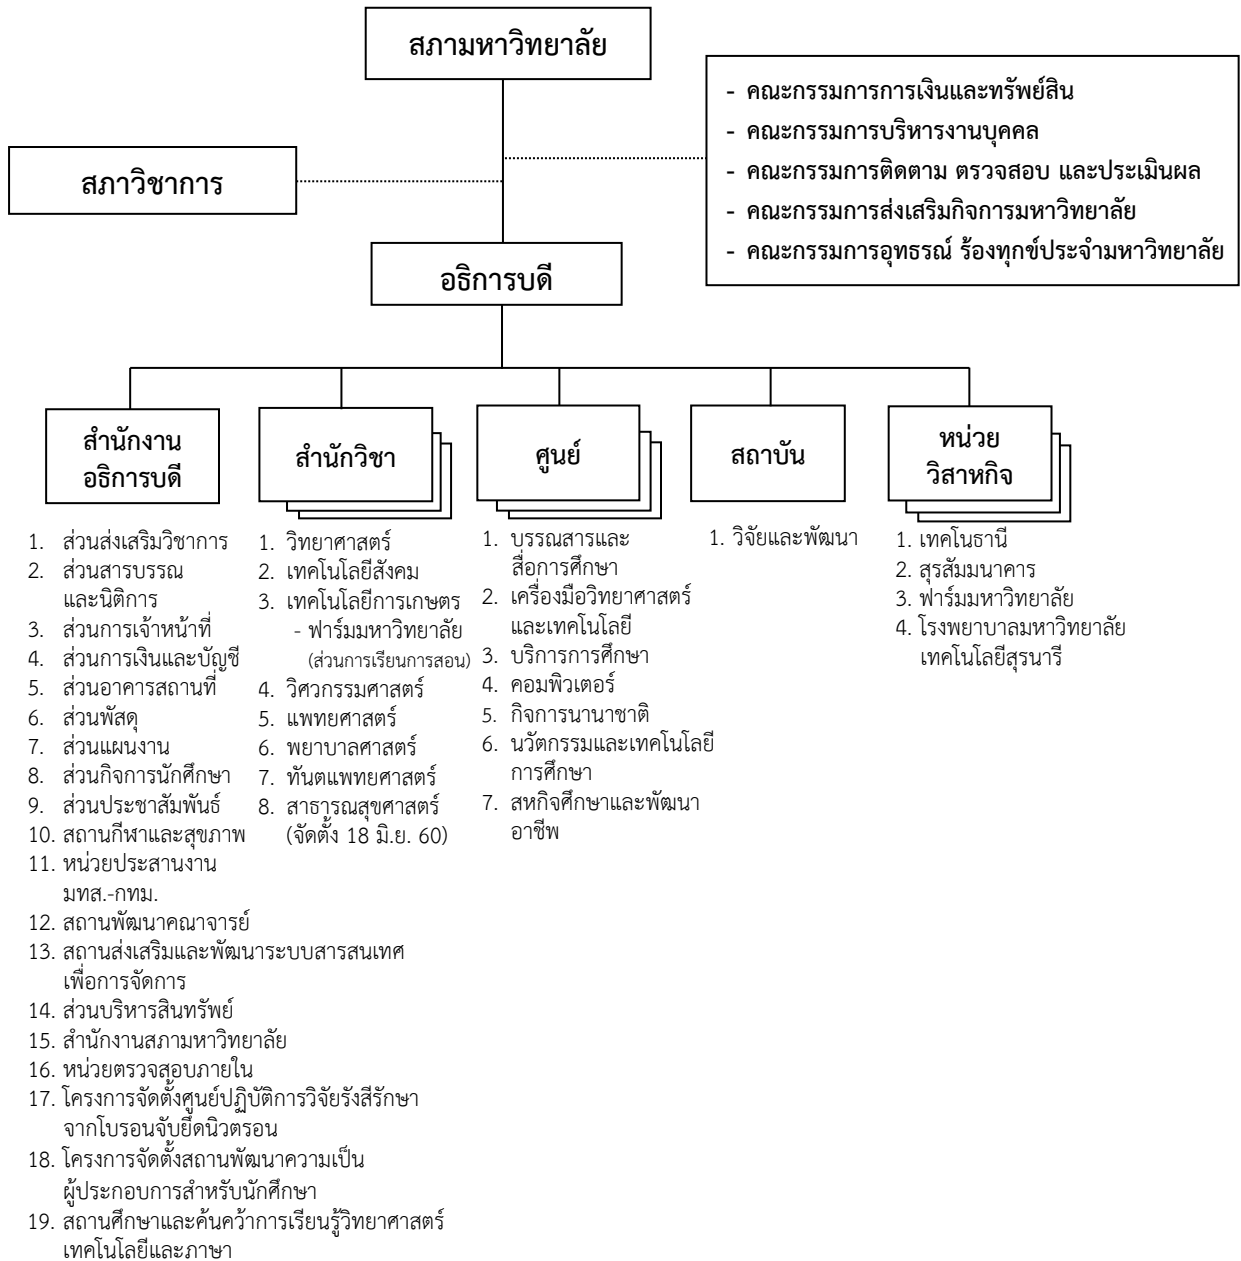 สภามหาวิทยาลัย
- คณะกรรมการการเงินและทรัพย์สิน
- คณะกรรมการบริหารงานบุคคล
- คณะกรรมการติดตาม ตรวจสอบ และประเมินผล
- คณะกรรมการส่งเสริมกิจการมหาวิทยาลัย
- คณะกรรมการอุทธรณ์ ร้องทุกข์ประจำมหาวิทยาลัย
สภาวิชาการ
อธิการบดี
สำนักงาน
อธิการบดี
1. ส่วนส่งเสริมวิชาการ
2. ส่วนสารบรรณ
และนิติการ
3. ส่วนการเจ้าหน้าที่
4. ส่วนการเงินและบัญชี
5. ส่วนอาคารสถานที่
6. ส่วนพัสดุ
7. ส่วนแผนงาน
8. ส่วนกิจการนักศึกษา
9. ส่วนประชาสัมพันธ์
10. สถานกีฬาและสุขภาพ
11. หน่วยประสานงาน
มทส.-กทม.
12. สถานพัฒนาคณาจารย์
13. สถานส่งเสริมและพัฒนาระบบสารสนเทศ
เพื่อการจัดการ
14. ส่วนบริหารสินทรัพย์
15. สำนักงานสภามหาวิทยาลัย
16. หน่วยตรวจสอบภายใน
17. โครงการจัดตั้งศูนย์ปฏิบัติการวิจัยรังสีรักษา
จากโบรอนจับยึดนิวตรอน
18. โครงการจัดตั้งสถานพัฒนาความเป็น
ผู้ประกอบการสำหรับนักศึกษา
19. สถานศึกษาและค้นคว้าการเรียนรู้วิทยาศาสตร์
เทคโนโลยีและภาษา
สำนักวิชา
1. วิทยาศาสตร์
2. เทคโนโลยีสังคม
3. เทคโนโลยีการเกษตร
- ฟาร์มมหาวิทยาลัย
(ส่วนการเรียนการสอน)
4. วิศวกรรมศาสตร์
5. แพทยศาสตร์
6. พยาบาลศาสตร์
7. ทันตแพทยศาสตร์
8. สาธารณสุขศาสตร์
(จัดตั้ง 18 มิ.ย. 60)
ศูนย์
1. บรรณสารและ
สื่อการศึกษา
2. เครื่องมือวิทยาศาสตร์
และเทคโนโลยี
3. บริการการศึกษา
4. คอมพิวเตอร์
5. กิจการนานาชาติ
6. นวัตกรรมและเทคโนโลยี
การศึกษา
7. สหกิจศึกษาและพัฒนา
อาชีพ
สถาบัน
1. วิจัยและพัฒนา
หน่วย
วิสาหกิจ
1. เทคโนธานี
2. สุรสัมมนาคาร
3. ฟาร์มมหาวิทยาลัย
4. โรงพยาบาลมหาวิทยาลัย
เทคโนโลยีสุรนารี